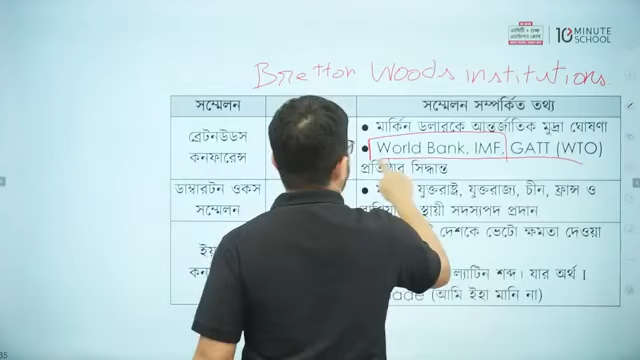 10 MINUTE SCHOOL
Bretton Woods institutions
সম্মেলন
সম্মেলন সম্পর্কিত তথ্য
ব্রেটনউডস কনফারেন্স
• মার্কিন ডলারকে আন্তর্জাতিক মুদ্রা ঘোষণা
• World Bank, IMF, GATT (WTO)
প্রতিষ্ঠার সিদ্ধান্ত
ডাম্বারটন ওকস সম্মেলন
যুক্তরাষ্ট্র, যুক্তরাজ্য, চীন, ফ্রান্স ও
স্থায়ী সদস্যপদ প্রদান
দেশকে ভেটো ক্ষমতা দেওয়া
ল্যাটিন শব্দ। যার অর্থ I
(আমি ইহা মানি না)